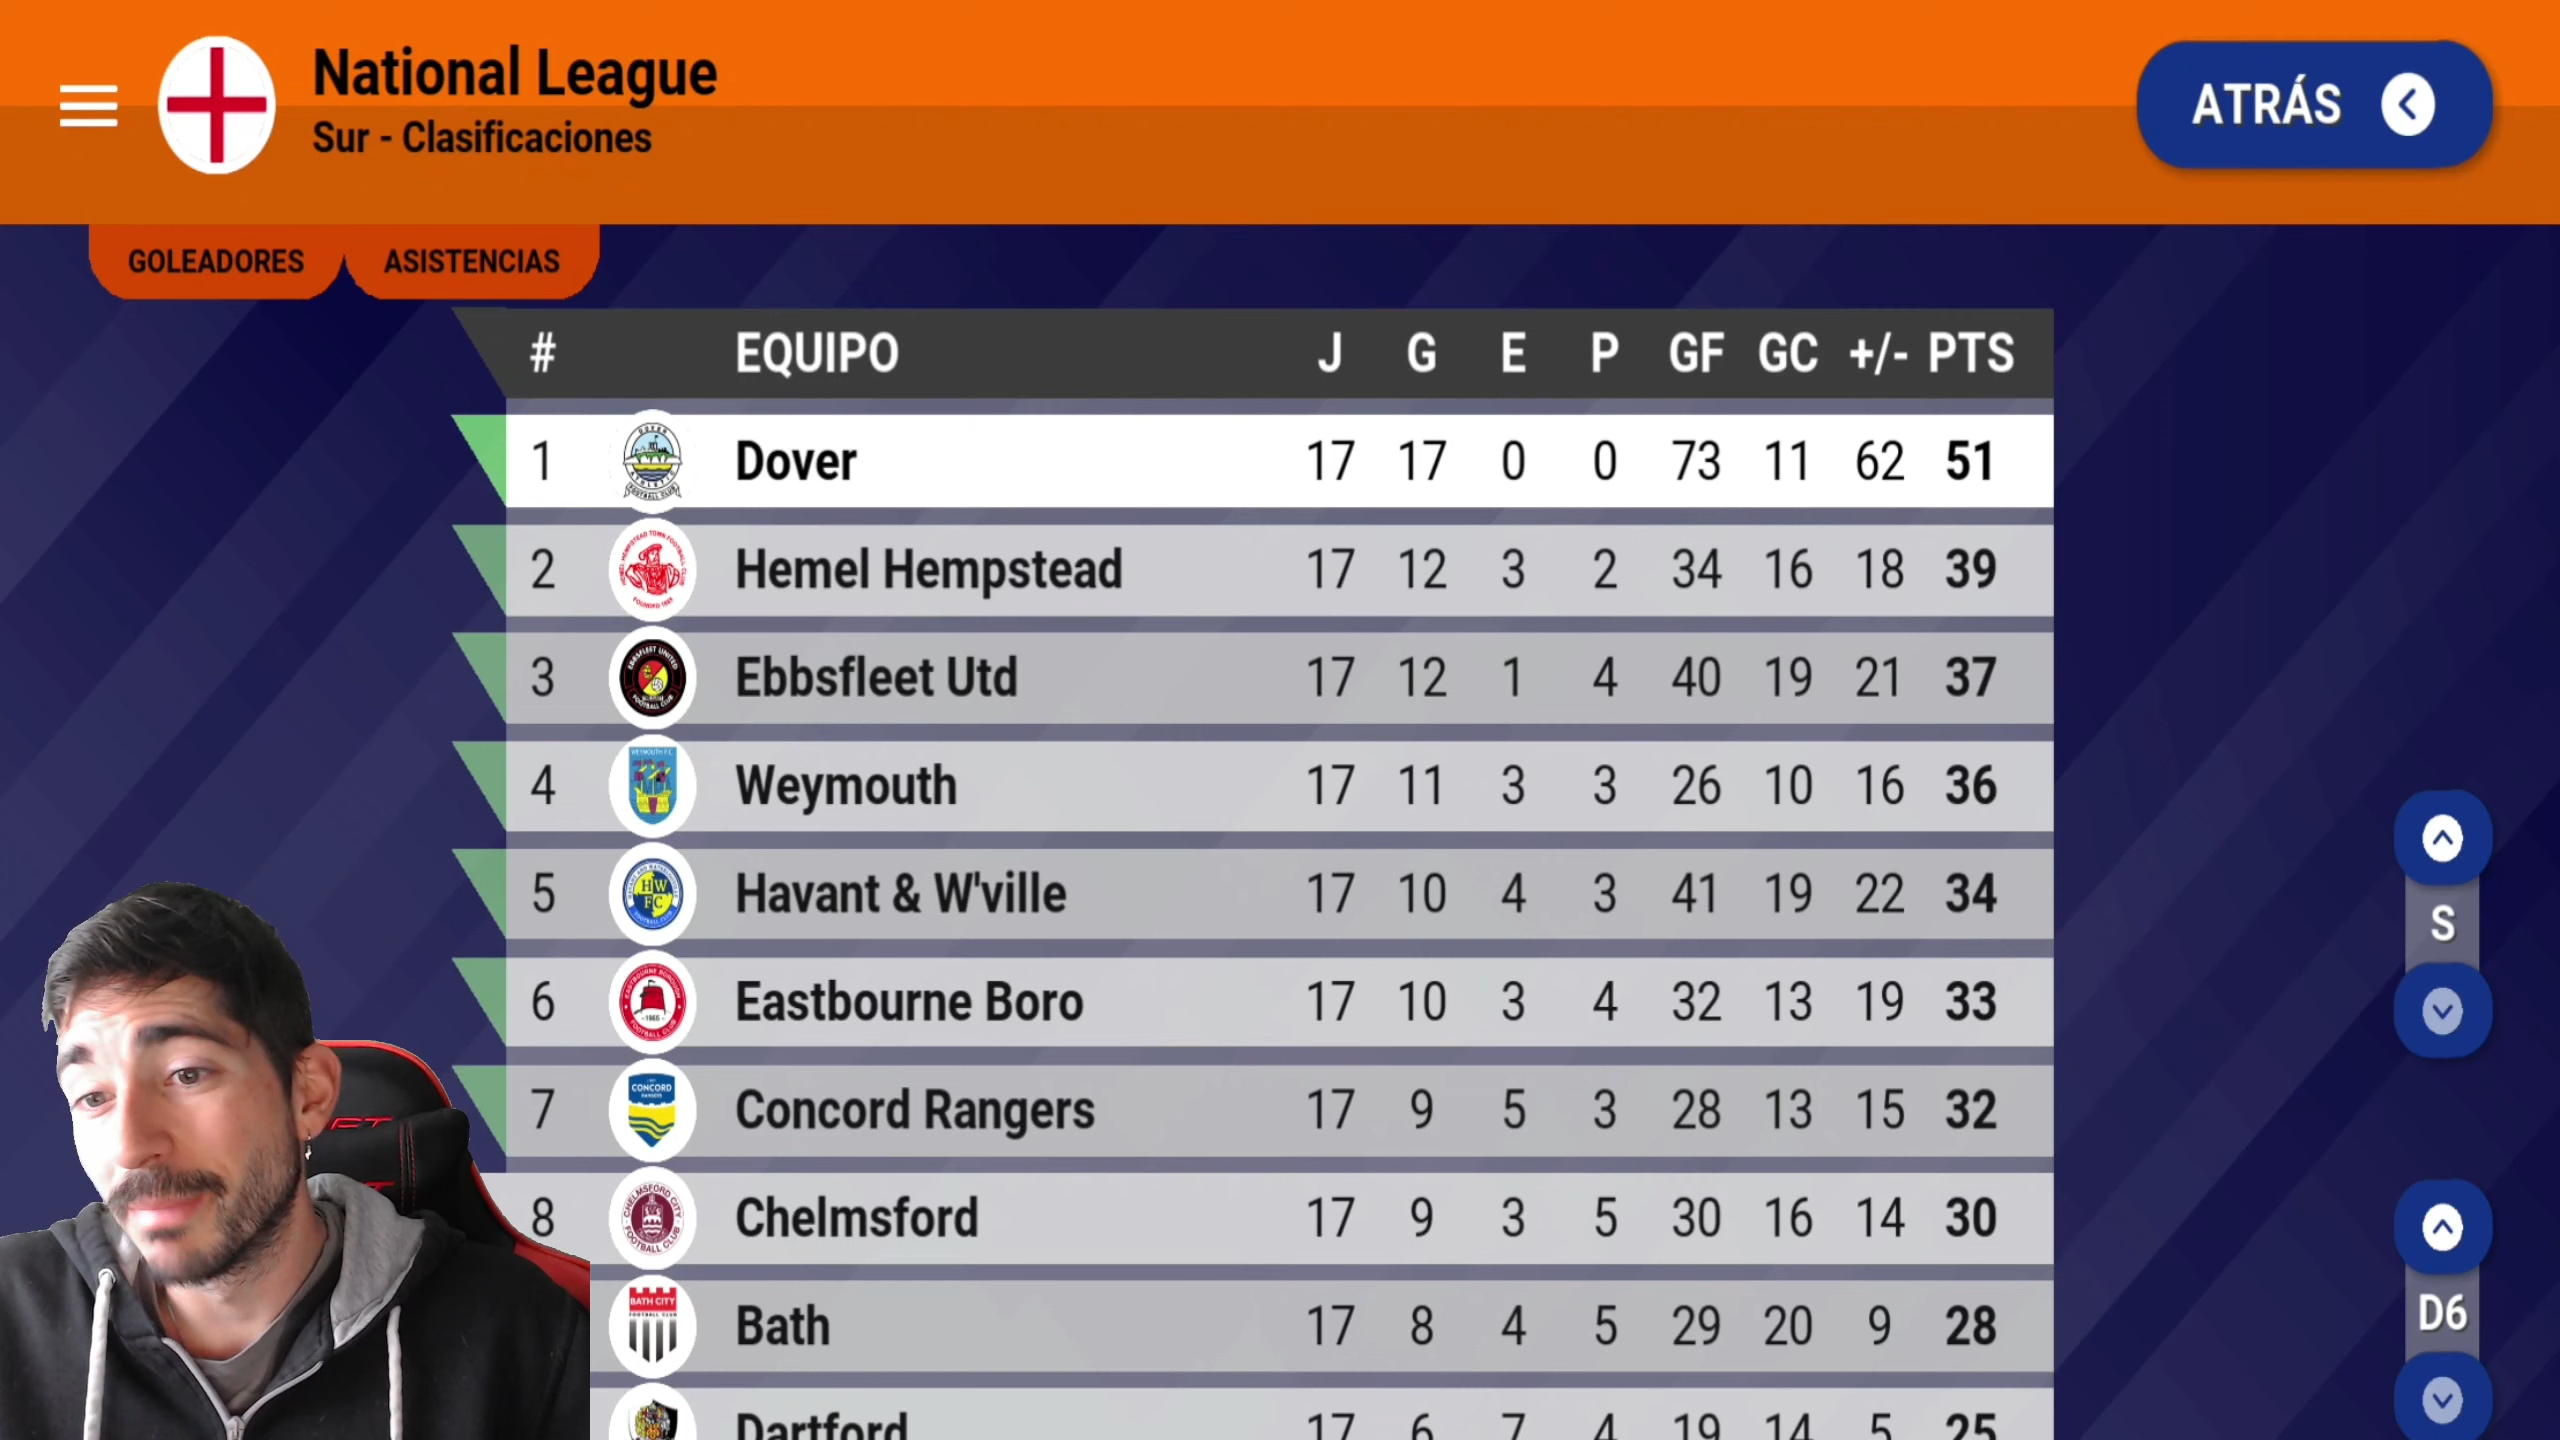 National League
Sur - Clasificaciones
ATRÁS
GOLEADORES ASISTENCIAS
# EQUIPO J G E P GF GC +/- PTS
1 Dover 17 17 0 0 73 11 62 51
2 Hemel Hempstead 17 12 3 2 34 16 18 39
3 Ebbsfleet Utd 17 12 1 4 40 19 21 37
4 Weymouth 17 11 3 3 26 10 16 36
5 Havant & W'ville 17 10 4 3 41 19 22 34
6 Eastbourne Boro 17 10 3 4 32 13 19 33
7 Concord Rangers 17 9 5 3 28 13 15 32
8 Chelmsford 17 9 3 5 30 16 14 30
BATH CITY
Bath 17 8 4 5 29 20 9 28
Dartford 17 6 7 4 19 14 5 25
S
D6